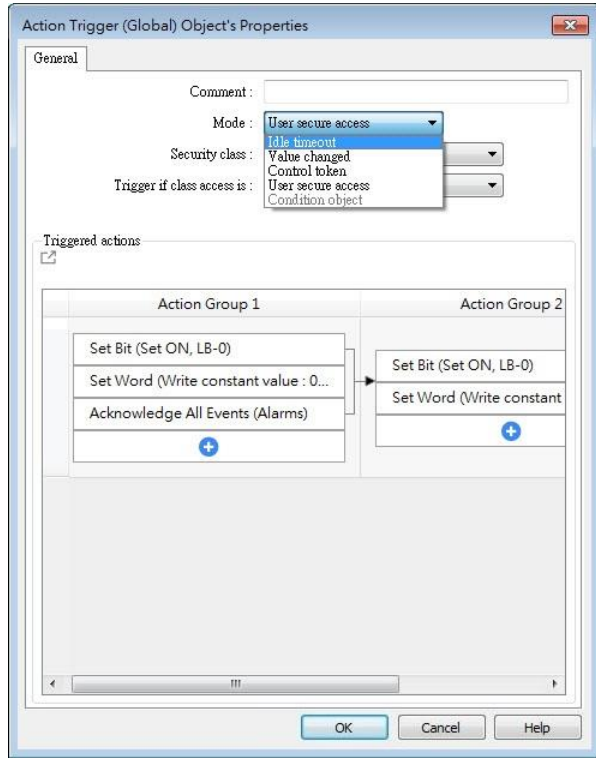 Action Trigger (Global) Object's Properties
General
Comment :
Mode : User secure access
Idle timeout
Security class : Value changed
Control token
Trigger if class access is : User secure access
Condition object
Triggered actions
Action Group 1 Action Group 2
Set Bit (Set ON, LB-0)
Set Word (Write constant value : 0...
Acknowledge All Events (Alarms)
Set Bit (Set ON, LB-0)
Set Word (Write constant
OK Cancel Help